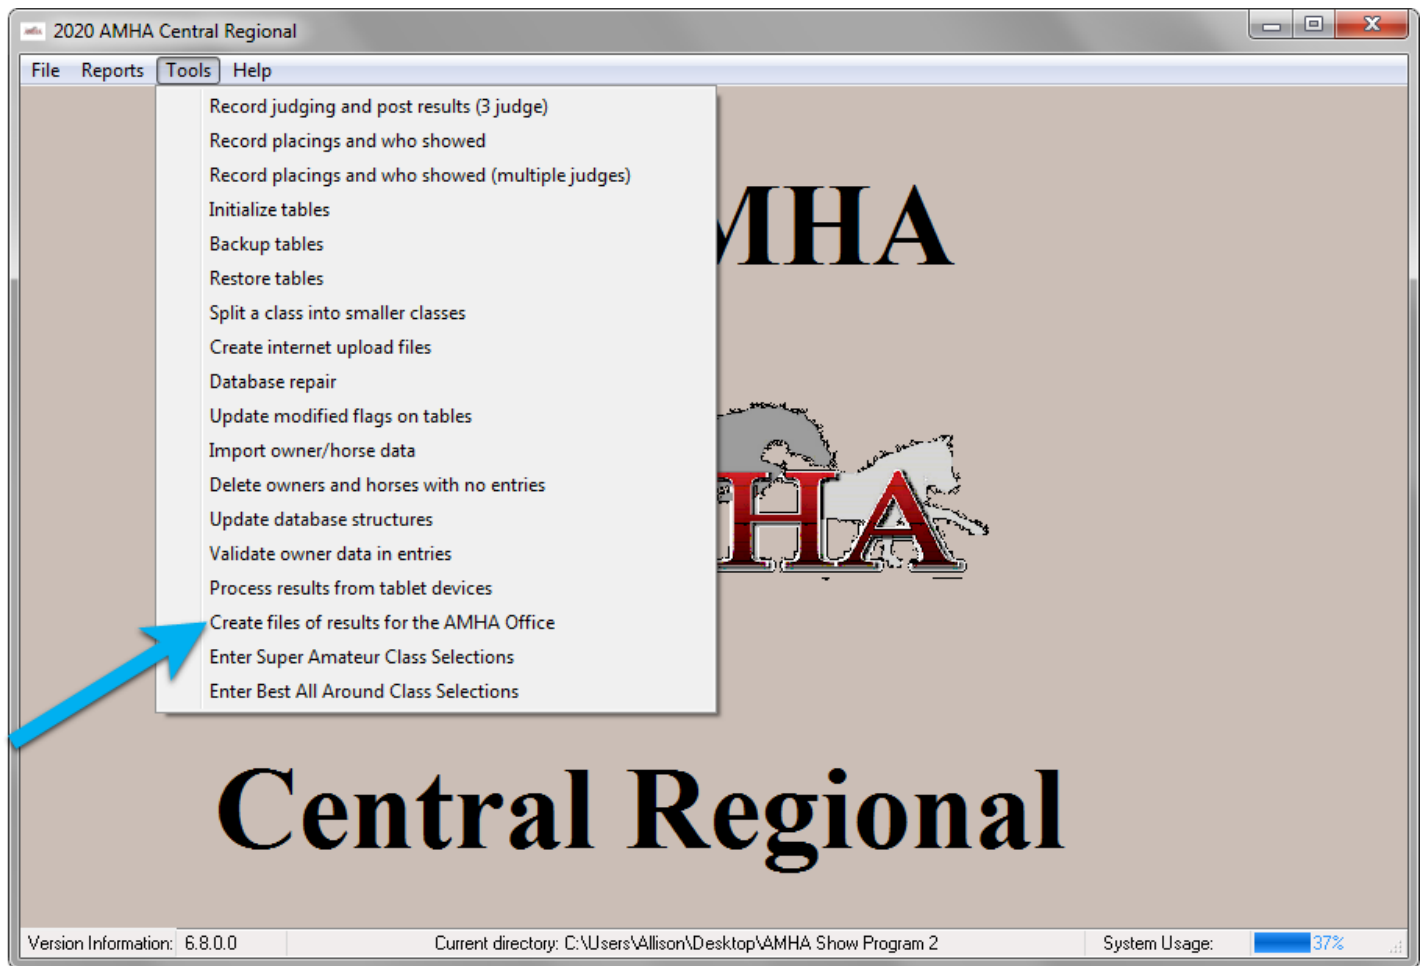 2020 AMHA Central Regional
File Reports Tools Help
Record judging and post results (3 judge)
Record placings and who showed
Record placings and who showed (multiple judges)
Initialize tables
Backup tables
Restore tables
Split a class into smaller classes
Create internet upload files
Database repair
Update modified flags on tables
Import owner/horse data
Delete owners and horses with no entries
Update database structures
Validate owner data in entries
Process results from tablet devices
Create files of results for the AMHA Office
Enter Super Amateur Class Selections
Enter Best All Around Class Selections
MHA
HA
Central Regional
Version Information: 6.8.0.0 Current directory: C:\Users\Allison\Desktop\AMHA Show Program 2 System Usage: 37%